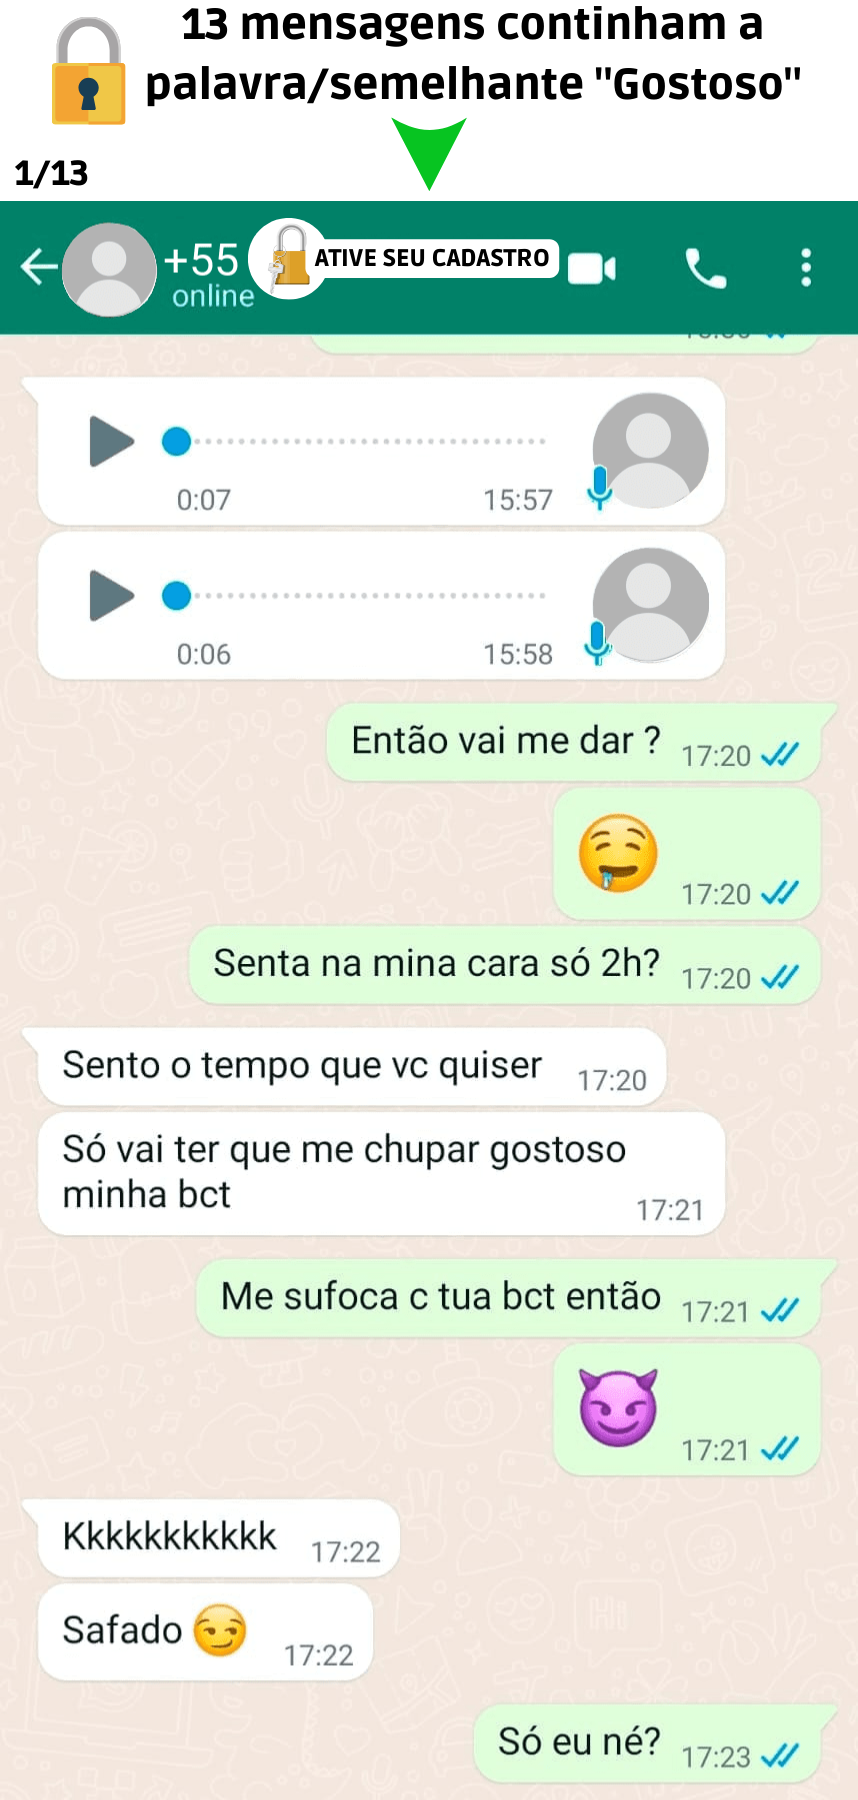 13 mensagens continham a
palavra/semelhante "Gostoso"
1/13
+55
ATIVE SEU CADASTRO
online
0:07 15:57
0:06 15:58
Então vai me dar ? 17:20
17:20
Senta na mina cara só 2h? 17:20
Sento o tempo que vc quiser 17:20
Só vai ter que me chupar gostoso
minha bct 17:21
Me sufoca c tua bct então 17:21
17:21
Kkkkkkkkkkk 17:22
Safado 17:22
Só eu né? 17:23